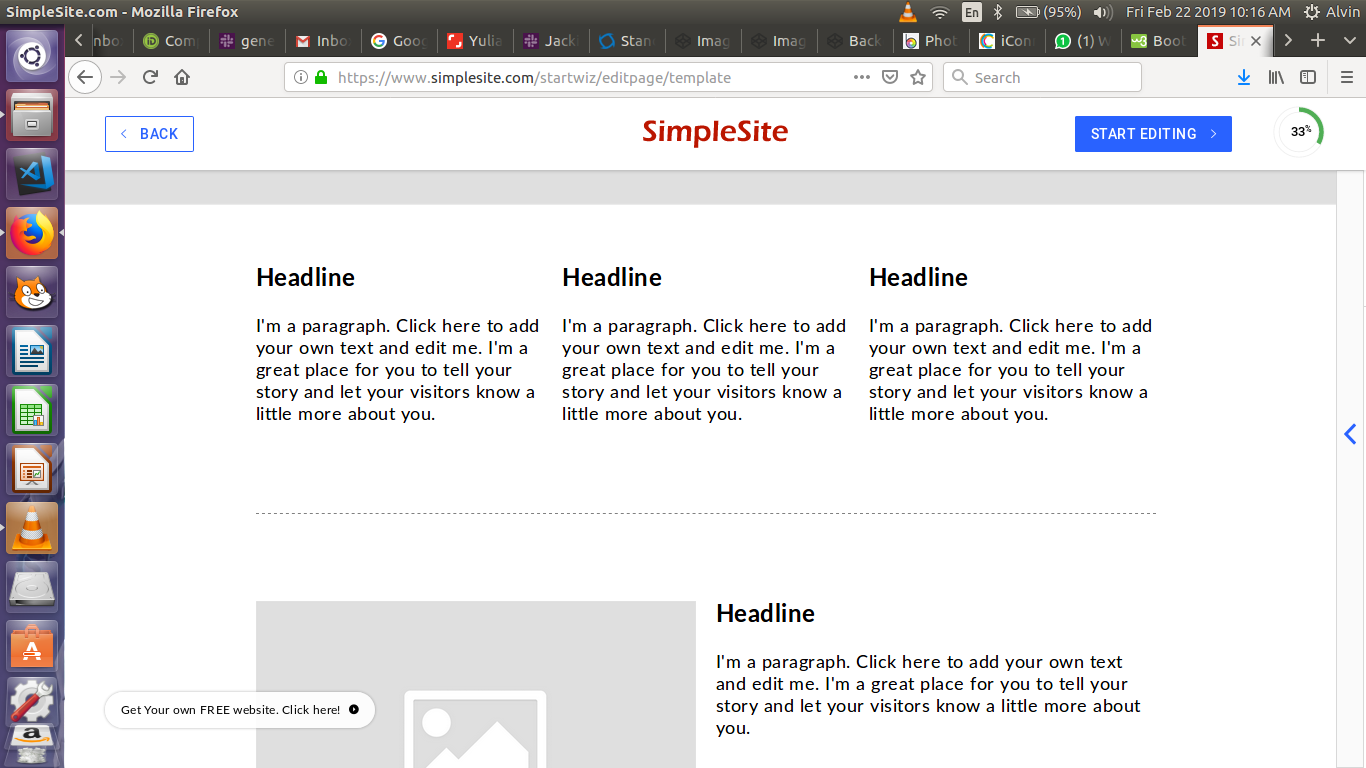 SimpleSite.com - Mozilla Firefox
En (95%) Fri Feb 22 2019 10:16 AM Alvin
Inbo Goog Yulia Imag Imag Back Phot iCon (1) W Boot
https://www.simplesite.com/startwiz/editpage/template
Search
BACK
SimpleSite
START EDITING
33%
Headline
I'm a paragraph. Click here to add
your own text and edit me. I'm a
great place for you to tell your
story and let your visitors know a
little more about you.
Headline
I'm a paragraph. Click here to add
your own text and edit me. I'm a
great place for you to tell your
story and let your visitors know a
little more about you.
Headline
I'm a paragraph. Click here to add
your own text and edit me. I'm a
great place for you to tell your
story and let your visitors know a
little more about you.
Headline
I'm a paragraph. Click here to add your own text
and edit me. I'm a great place for you to tell your
story and let your visitors know a little more about
you.
Get Your own FREE website. Click here!